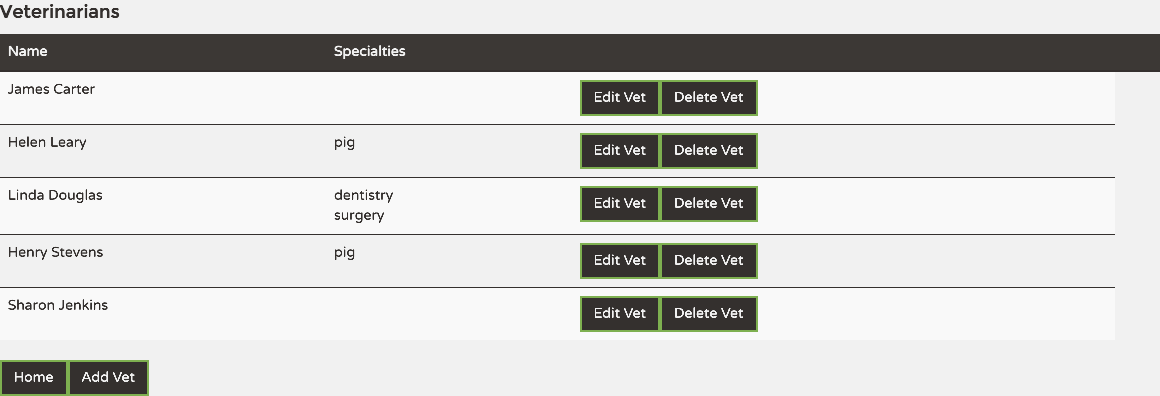 Veterinarians
Name Specialties
James Carter Edit Vet Delete Vet
Helen Leary pig Edit Vet Delete Vet
Linda Douglas dentistry Edit Vet Delete Vet
surgery
Henry Stevens pig Edit Vet Delete Vet
Sharon Jenkins Edit Vet Delete Vet
Home Add Vet